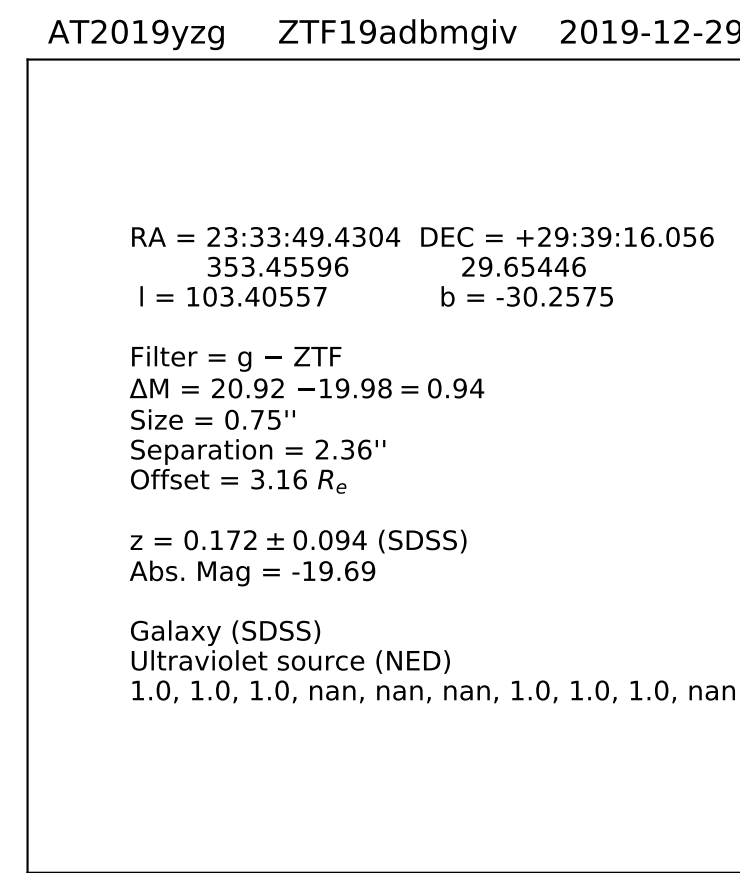 AT2019yzg ZTF19adbmgiv 2019-12-29
RA = 23:33:49.4304 DEC = +29:39:16.056
353.45596 29.65446
l = 103.40557 b = -30.2575
Filter = g − ZTF
ΔM = 20.92 −19.98 = 0.94
Size = 0.75''
Separation = 2.36''
Offset = 3.16 Rₑ
z = 0.172 ± 0.094 (SDSS)
Abs. Mag = -19.69
Galaxy (SDSS)
Ultraviolet source (NED)
1.0, 1.0, 1.0, nan, nan, nan, 1.0, 1.0, 1.0, nan